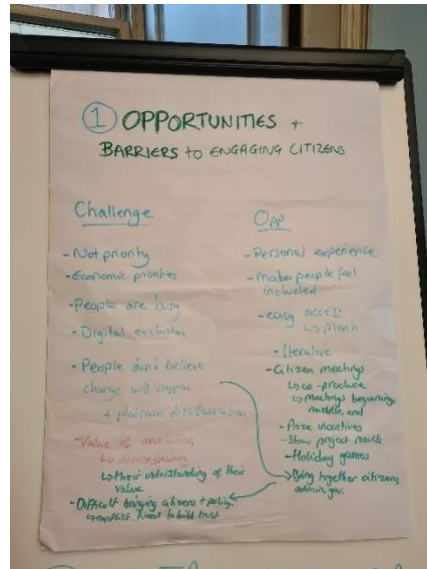 1 OPPORTUNITIES +
BARRIERS to ENGAGING CITIZENS
Challenge
- Not priority
- Economic priorities
- People are busy
- Digital exclusion
- People don't believe
change will happen
+ platform
- Value of
↳ demonstrating
↳ their understanding of their
value
- Difficult bringing citizens + policy.
↳ conflict, need to build trust
Opp
- Personal experience
- makes people feel
included
- easy access
- Iterative
- Citizen meetings
↳ co-produce
↳ Meetings beginning,
middle, end
- Prize incentives
- Show project results
- Holiday games
- Bring together citizens
admin, gov.